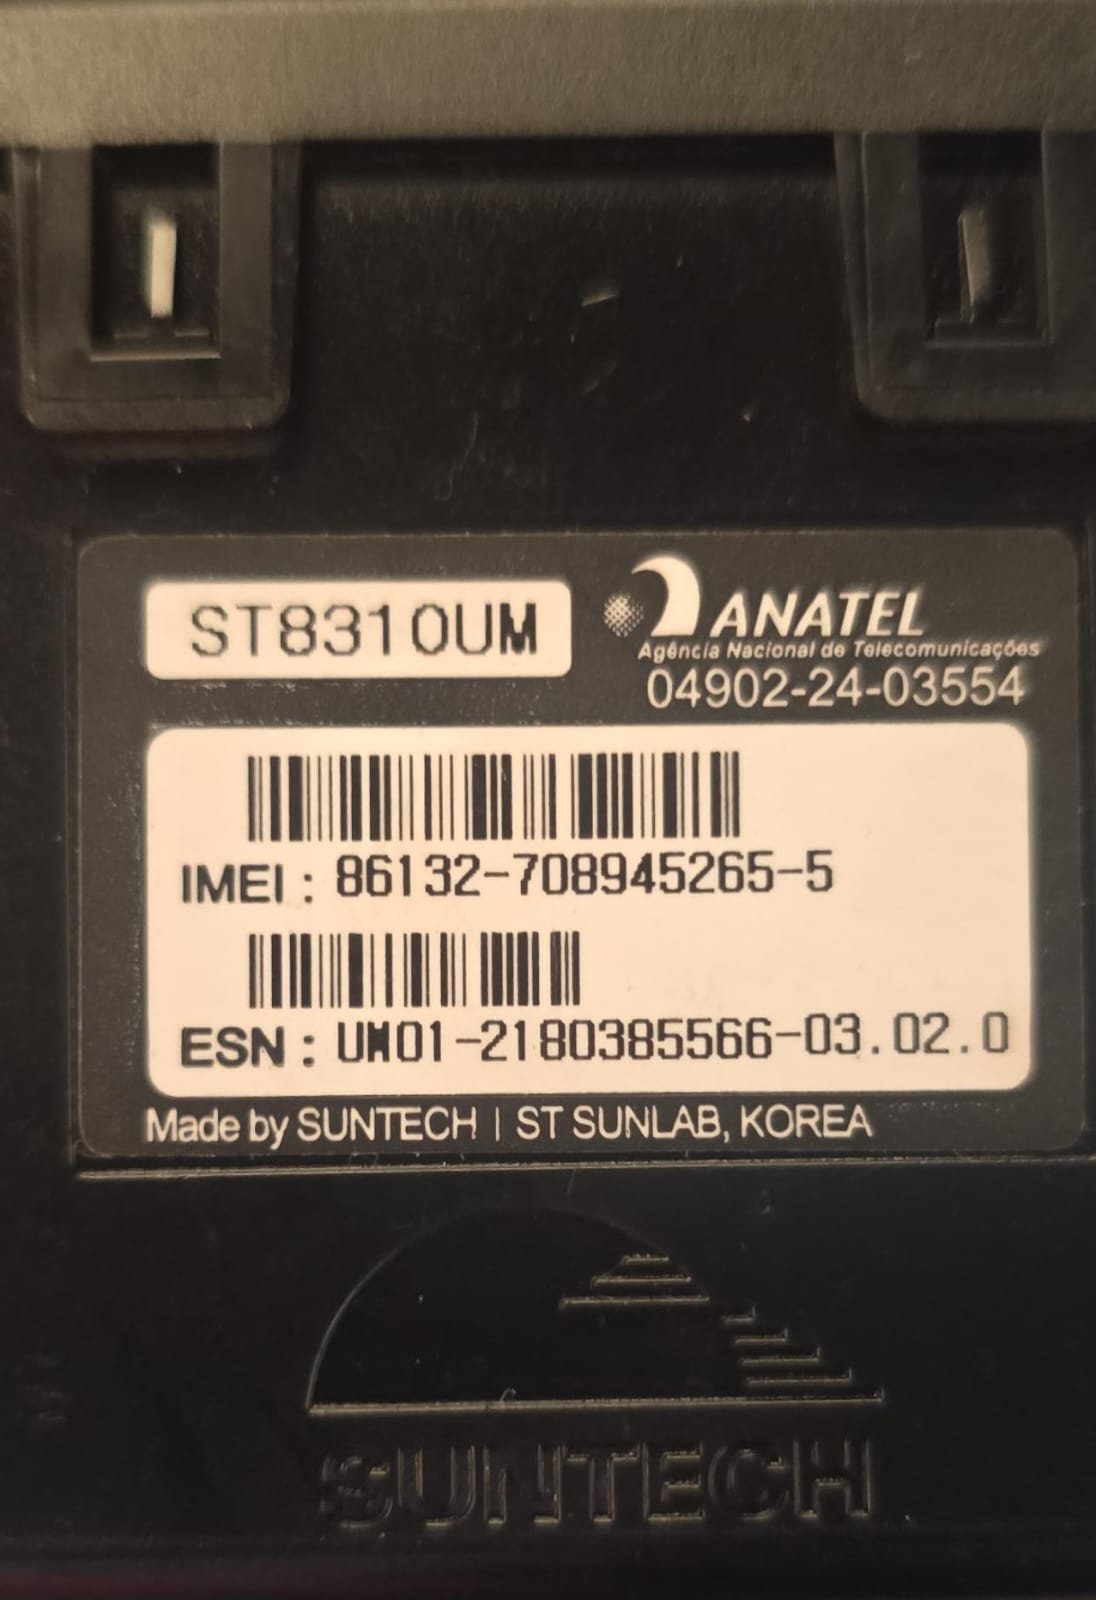 ST8310UM
ANATEL
Agência Nacional de Telecomunicações
04902-24-03554
IMEI : 86132-708945265-5
ESN : UM01-2180385566-03.02.0
Made by SUNTECH | ST SUNLAB, KOREA
SUNTECH